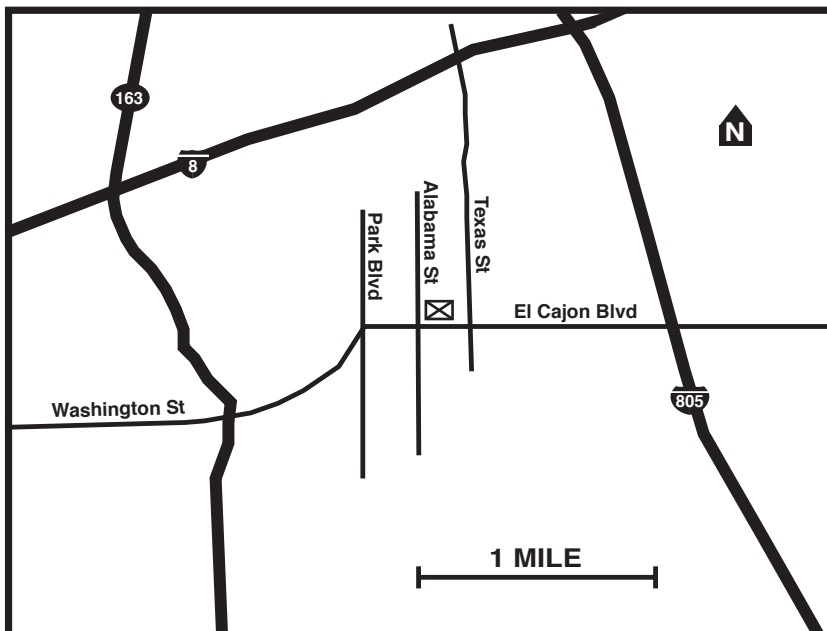 163
8
N
Park Blvd
Alabama St
Texas St
El Cajon Blvd
Washington St
805
1 MILE